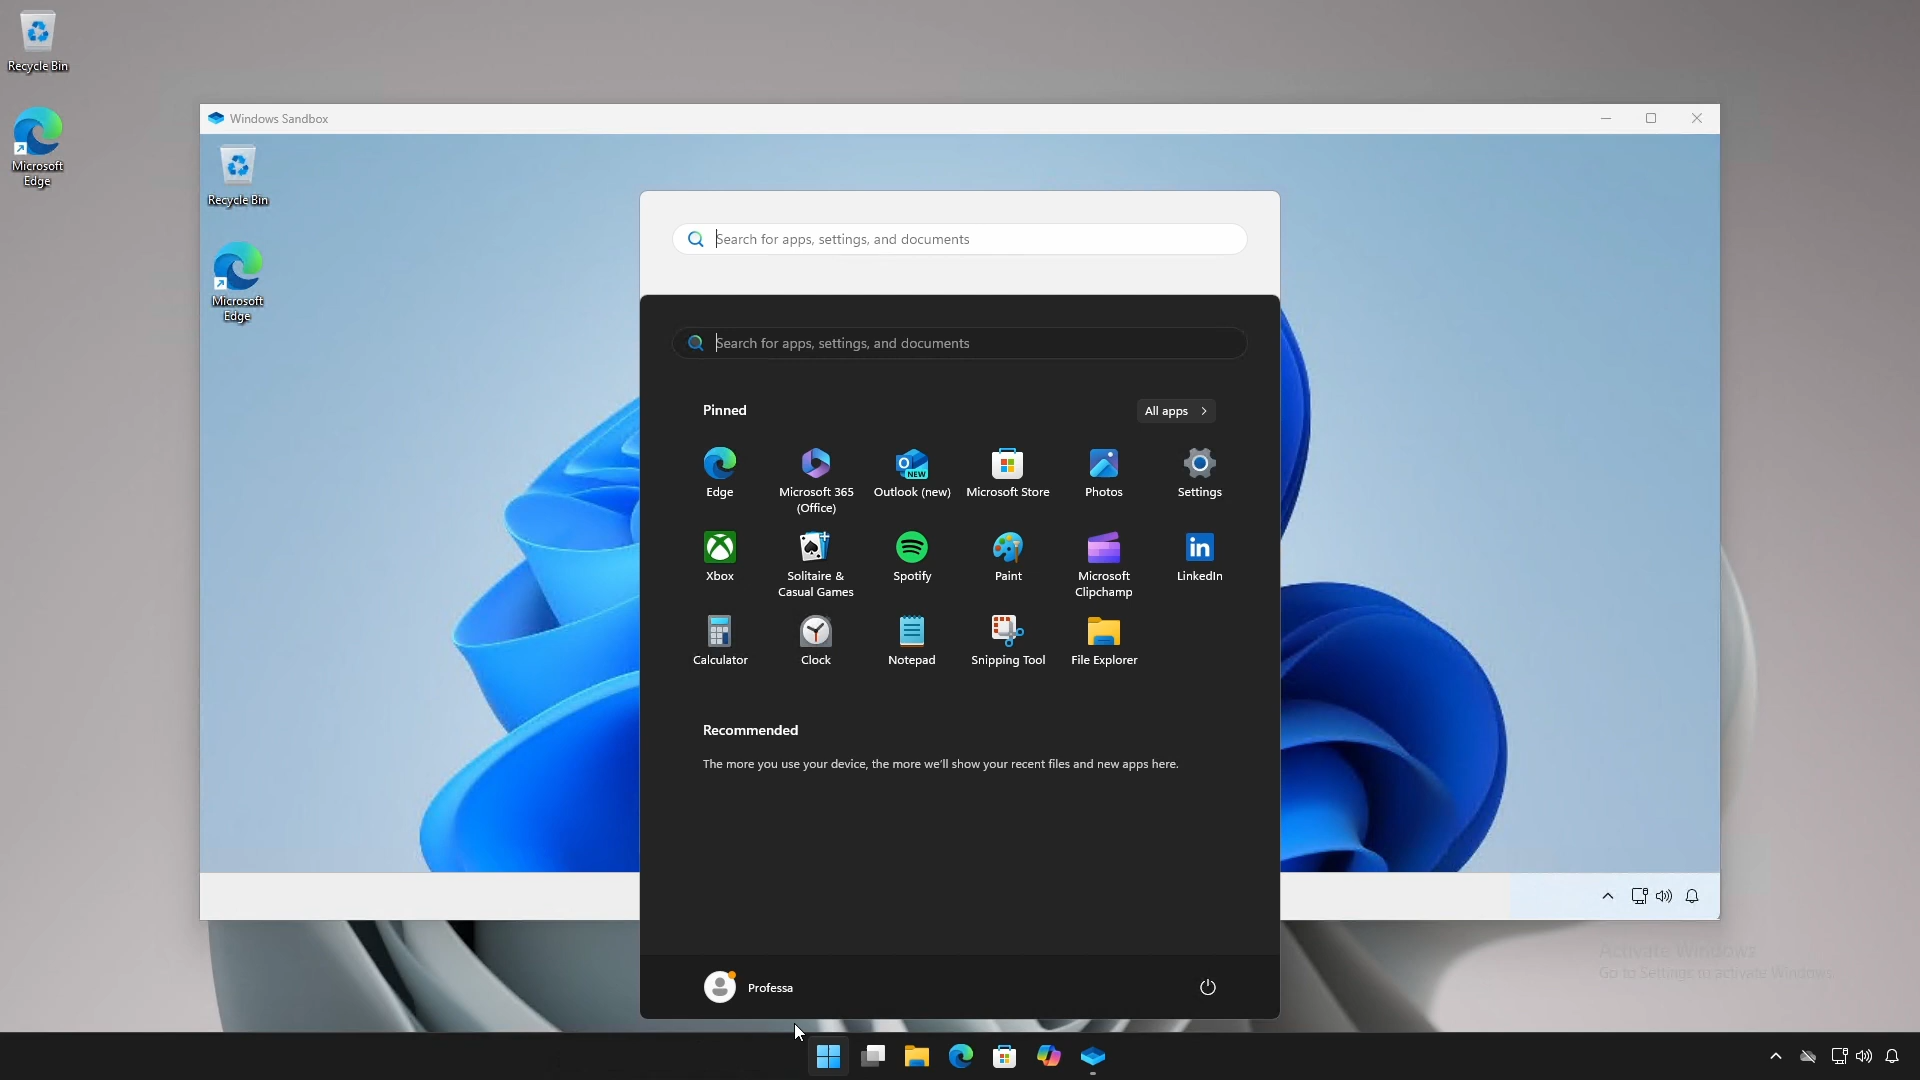 Recycle Bin
Microsoft
Edge
Windows Sandbox
Recycle Bin
Microsoft
Edge
Search for apps, settings, and documents
Search for apps, settings, and documents
Pinned
All apps
Edge
Microsoft 365
(Office)
Outlook (new)
Microsoft Store
Photos
Settings
Xbox
Solitaire &
Casual Games
Spotify
Paint
Microsoft
Clipchamp
LinkedIn
Calculator
Clock
Notepad
Snipping Tool
File Explorer
Recommended
The more you use your device, the more we'll show your recent files and new apps here.
Professa
Activate Windows
Go to Settings to activate Windows.